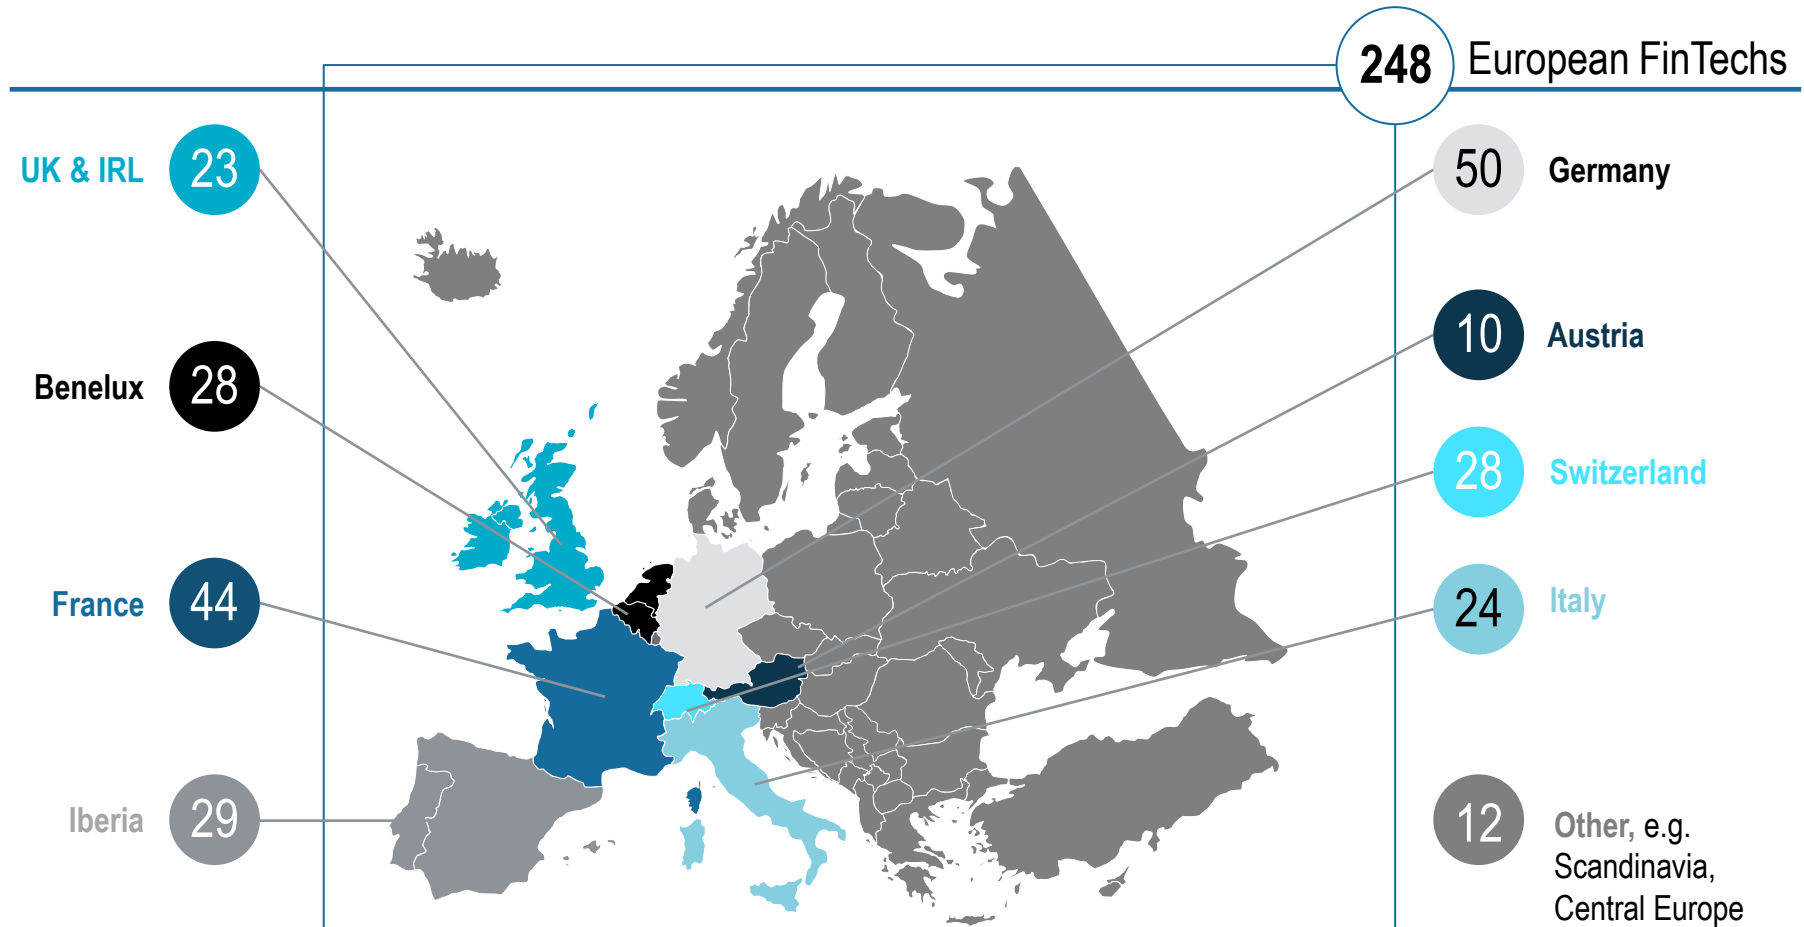 248 European FinTechs
UK & IRL 23
Benelux 28
France 44
Iberia 29
50 Germany
10 Austria
28 Switzerland
24 Italy
12 Other, e.g.
Scandinavia,
Central Europe